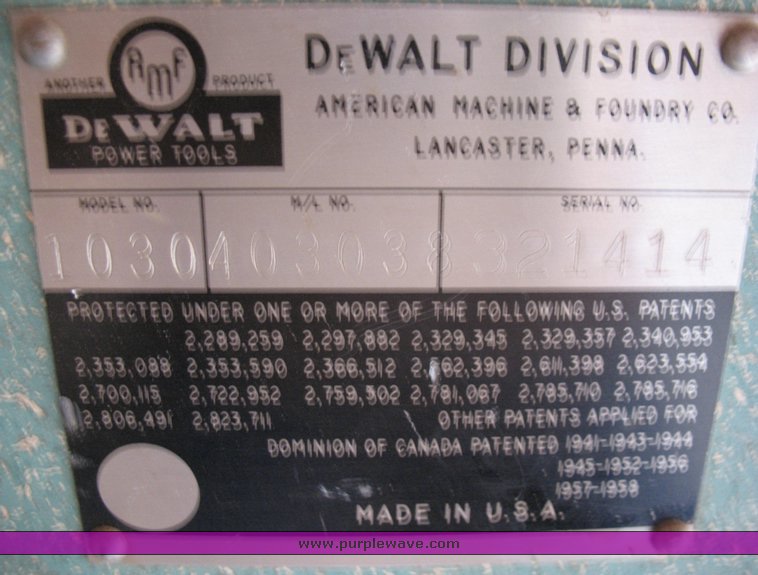 AMF
ANOTHER PRODUCT
DEWALT
POWER TOOLS
DEWALT DIVISION
AMERICAN MACHINE & FOUNDRY CO.
LANCASTER, PENNA.
MODEL NO. M/L NO. SERIAL NO.
1030 403038 321414
PROTECTED UNDER ONE OR MORE OF THE FOLLOWING U.S. PATENTS
2,289,259 2,297,882 2,329,345 2,329,357 2,340,953
2,353,088 2,353,590 2,366,512 2,562,396 2,611,398 2,623,554
2,700,115 2,722,952 2,759,502 2,781,067 2,785,710 2,785,716
2,806,491 2,823,711 OTHER PATENTS APPLIED FOR
DOMINION OF CANADA PATENTED 1941-1943-1944
1945-1952-1956
1957-1958
MADE IN U.S.A.
www.purplewave.com